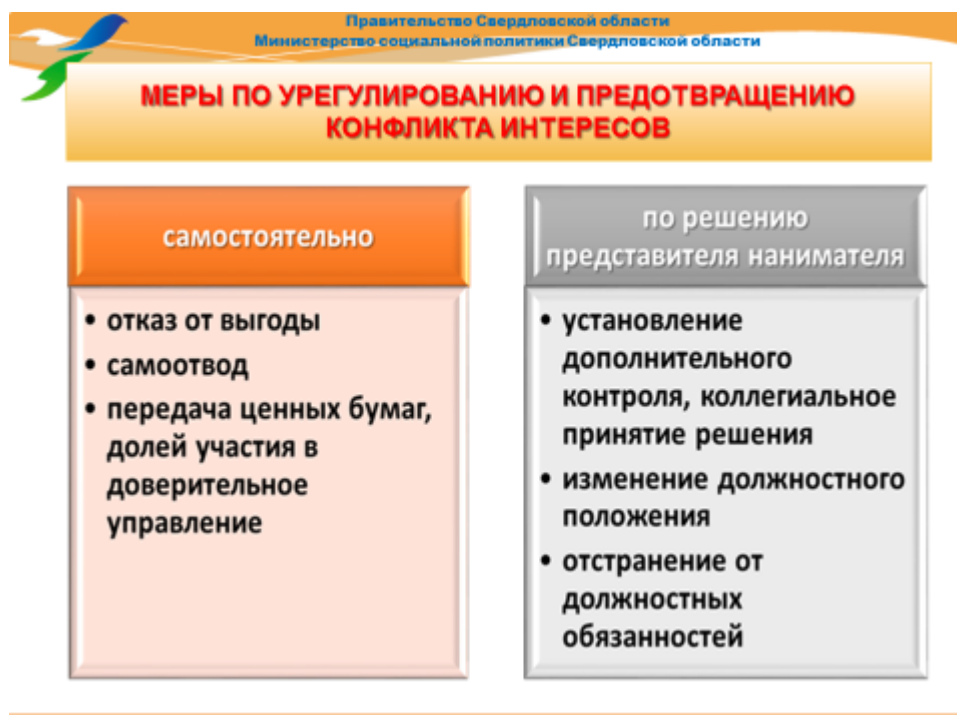 Правительство Свердловской области
Министерство социальной политики Свердловской области
МЕРЫ ПО УРЕГУЛИРОВАНИЮ И ПРЕДОТВРАЩЕНИЮ
КОНФЛИКТА ИНТЕРЕСОВ
самостоятельно
• отказ от выгоды
• самоотвод
• передача ценных бумаг,
долей участия в
доверительное
управление
по решению
представителя нанимателя
• установление
дополнительного
контроля, коллегиальное
принятие решения
• изменение должностного
положения
• отстранение от
должностных
обязанностей